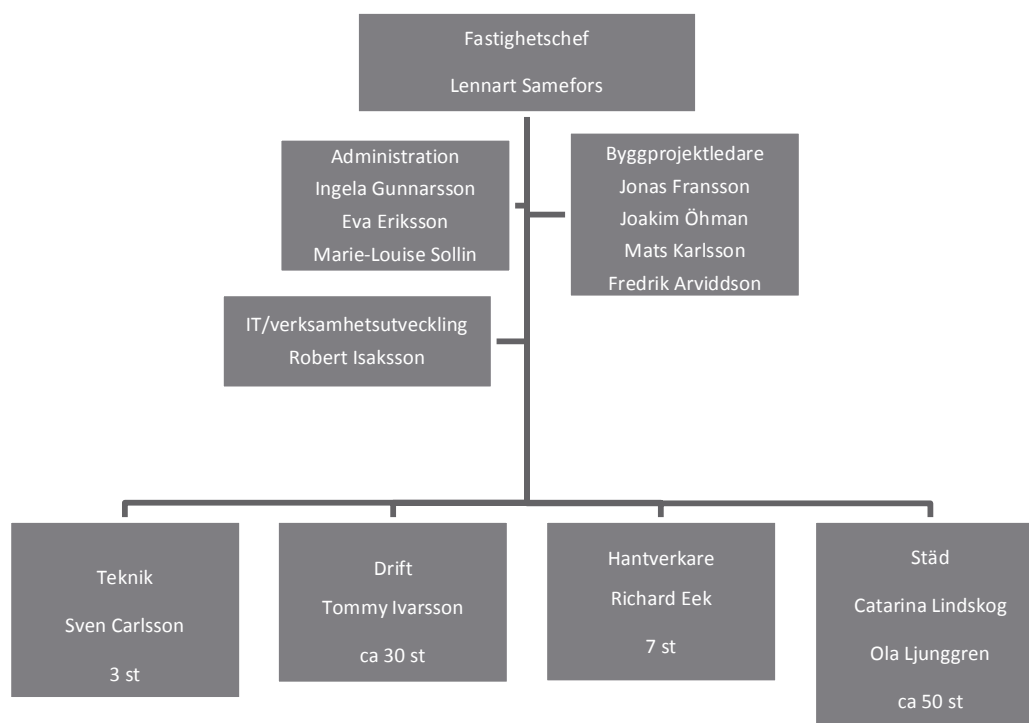 Fastighetschef
Lennart Samefors
Administration
Ingela Gunnarsson
Eva Eriksson
Marie-Louise Sollin
Byggprojektledare
Jonas Fransson
Joakim Öhman
Mats Karlsson
Fredrik Arviddson
IT/verksamhetsutveckling
Robert Isaksson
Teknik
Sven Carlsson
3 st
Drift
Tommy Ivarsson
ca 30 st
Hantverkare
Richard Eek
7 st
Städ
Catarina Lindskog
Ola Ljunggren
ca 50 st